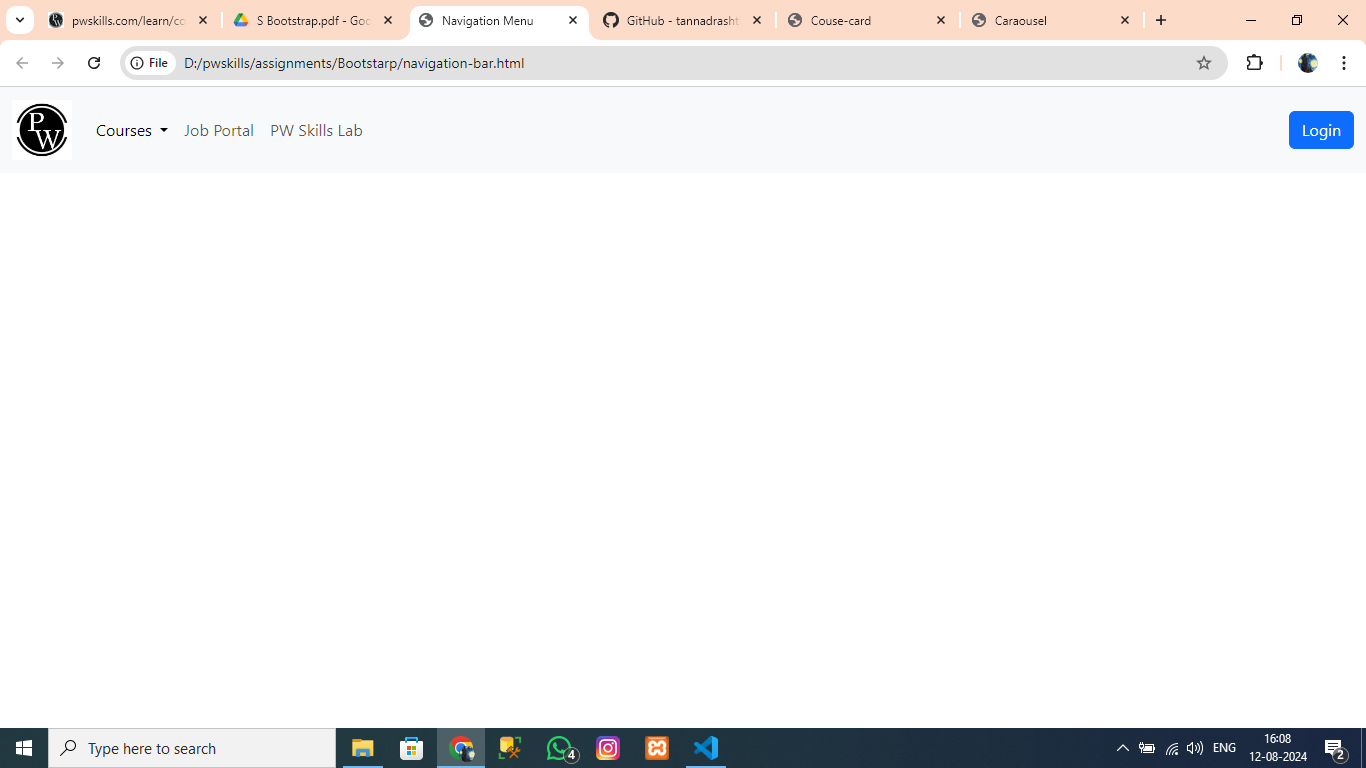 pwskills.com/learn/co
S Bootstrap.pdf - Goo
Navigation Menu
GitHub - tannadrasht
Couse-card
Caraousel
File
D:/pwskills/assignments/Bootstarp/navigation-bar.html
PW
Courses
Job Portal
PW Skills Lab
Login
Type here to search
4
ENG
16:08
12-08-2024
2